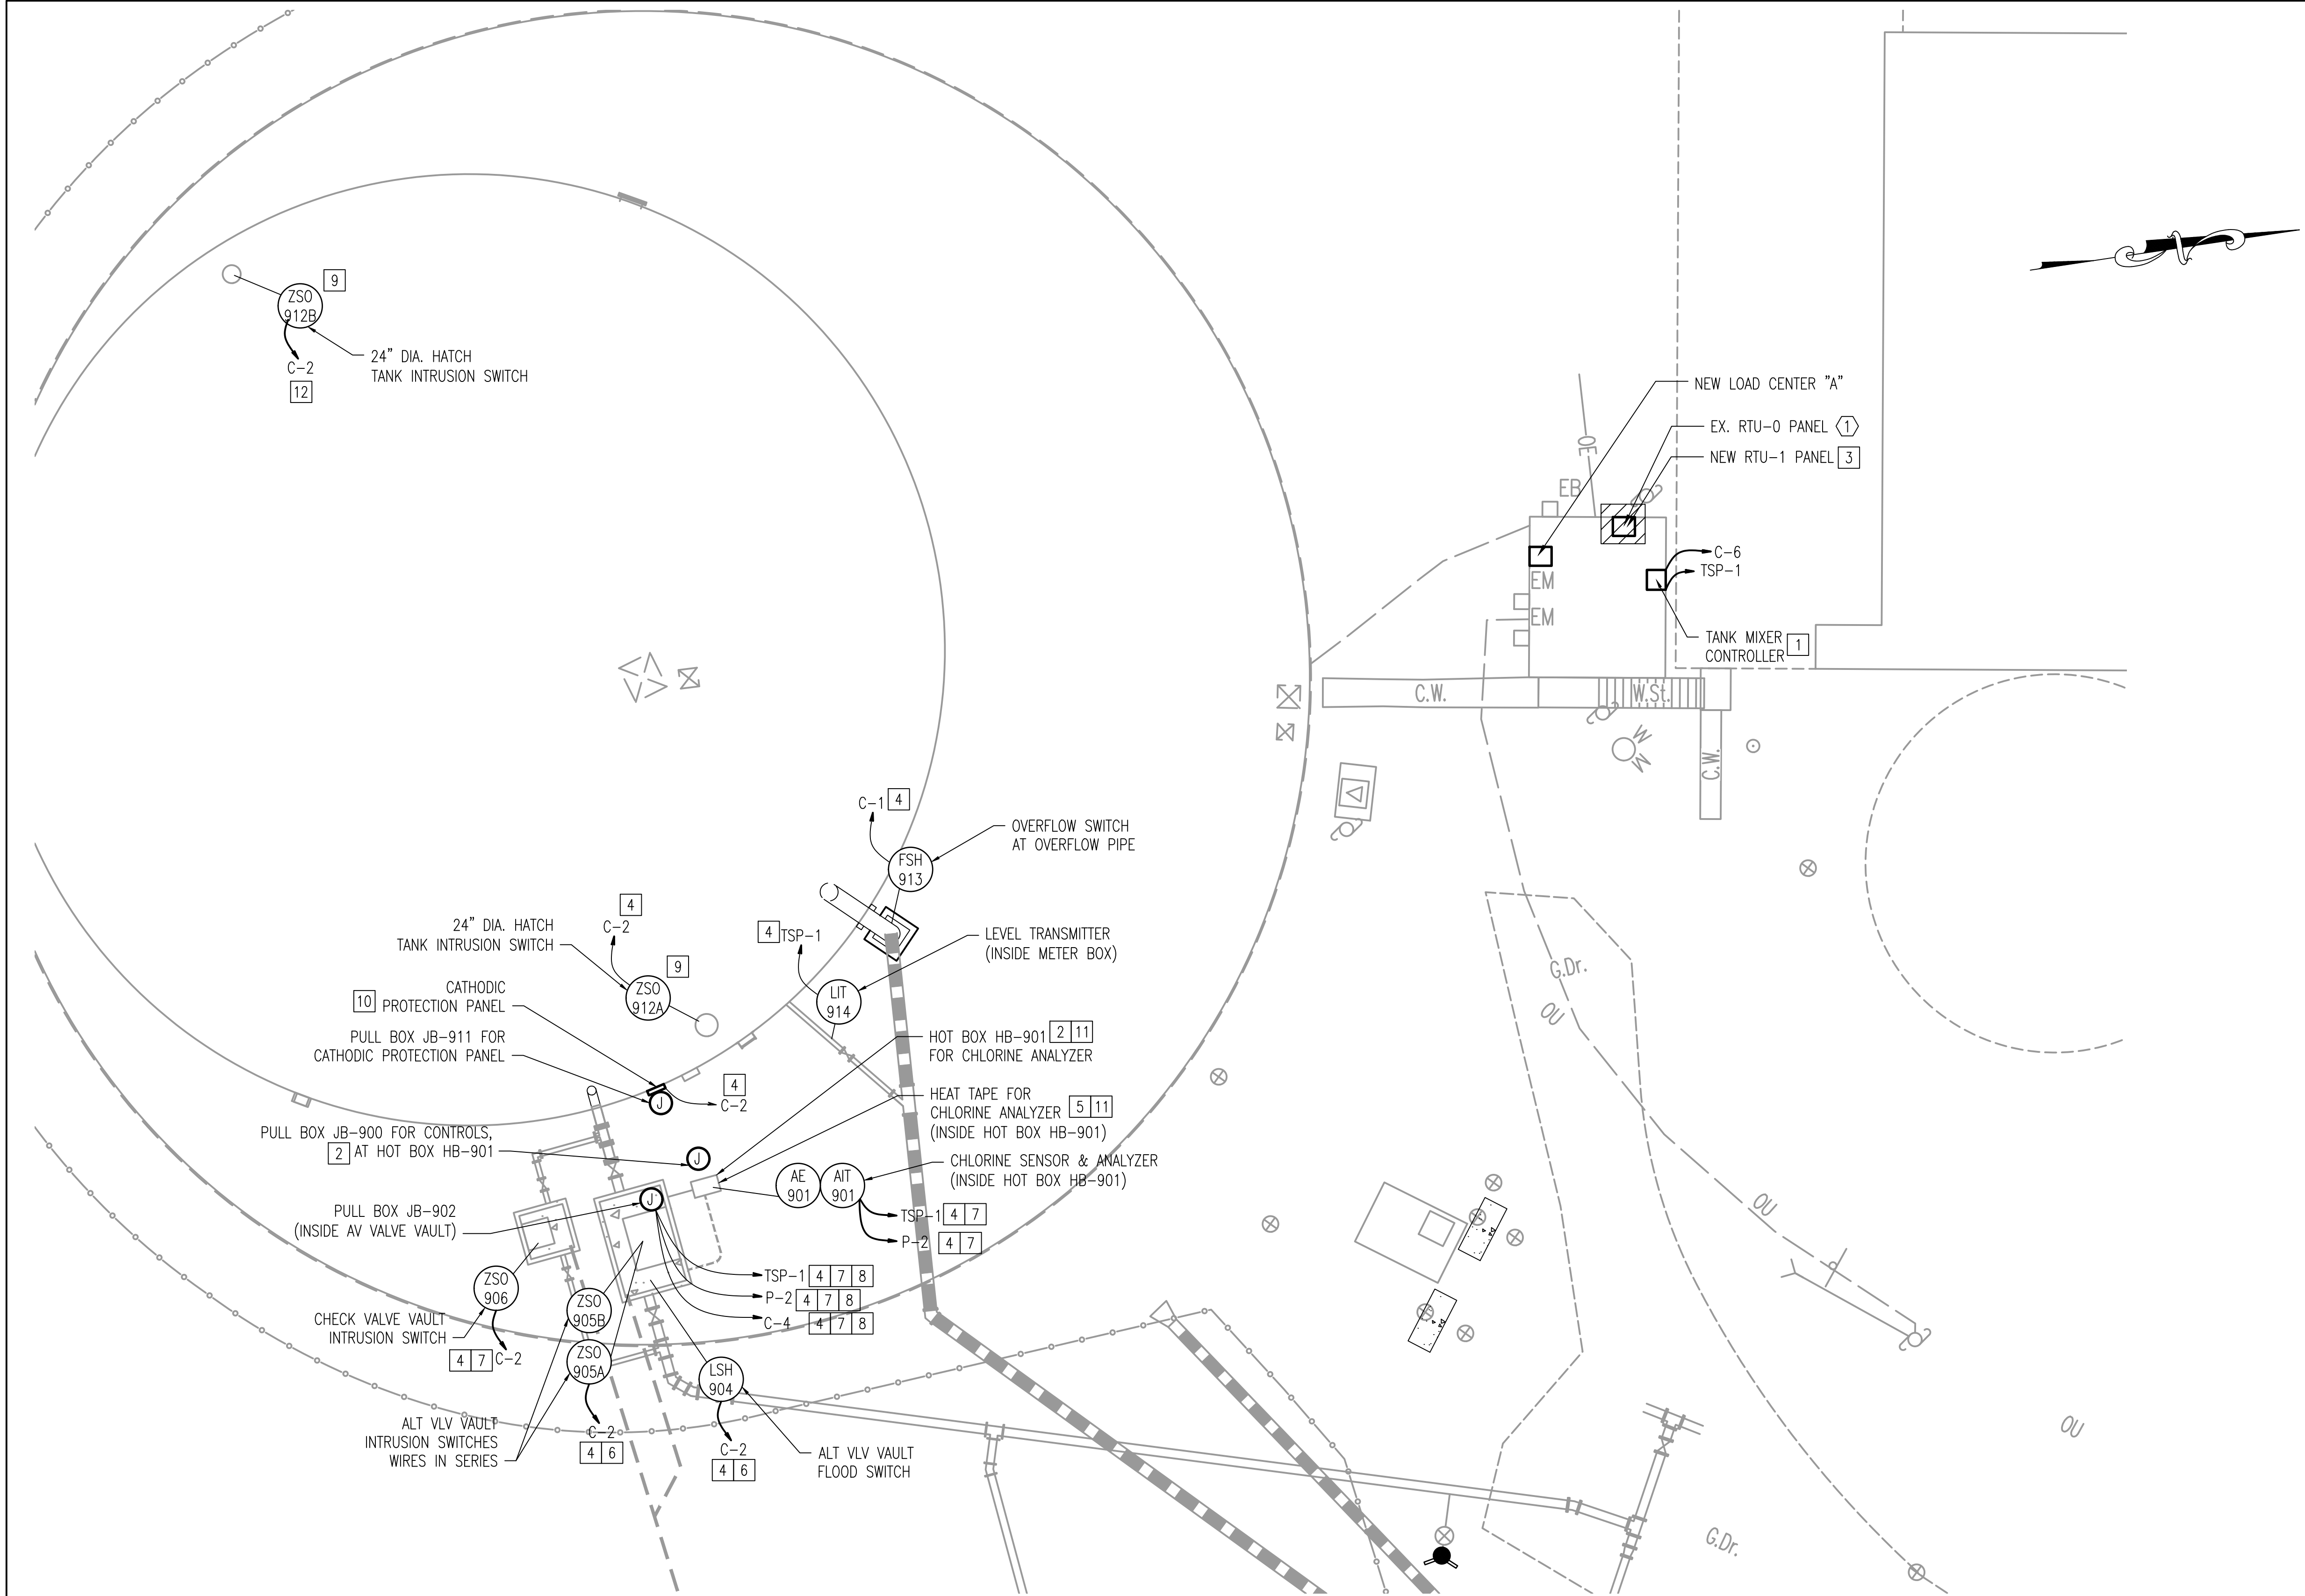 9
ZSO
912B
C-2
12
24" DIA. HATCH
TANK INTRUSION SWITCH
NEW LOAD CENTER "A"
EX. RTU-0 PANEL 1
NEW RTU-1 PANEL 3
OE
EB
EM
EM
C-6
TSP-1
TANK MIXER 1
CONTROLLER
C.W.
W.St.
C.W.
W
W
N
C-1 4
OVERFLOW SWITCH
AT OVERFLOW PIPE
FSH
913
4
C-2
24" DIA. HATCH
TANK INTRUSION SWITCH
4 TSP-1
LEVEL TRANSMITTER
(INSIDE METER BOX)
9
ZSO
912A
LIT
914
CATHODIC
10 PROTECTION PANEL
PULL BOX JB-911 FOR
CATHODIC PROTECTION PANEL
J
4
C-2
HOT BOX HB-901 2 11
FOR CHLORINE ANALYZER
HEAT TAPE FOR
CHLORINE ANALYZER 5 11
(INSIDE HOT BOX HB-901)
PULL BOX JB-900 FOR CONTROLS,
2 AT HOT BOX HB-901
J
AE
901
AIT
901
CHLORINE SENSOR & ANALYZER
(INSIDE HOT BOX HB-901)
TSP-1 4 7
P-2 4 7
PULL BOX JB-902
(INSIDE AV VALVE VAULT)
J
TSP-1 4 7 8
P-2 4 7 8
C-4 4 7 8
ZSO
906
ZSO
905B
CHECK VALVE VAULT
INTRUSION SWITCH
4 7 C-2
ZSO
905A
LSH
904
C-2
4 6
C-2
4 6
ALT VLV VAULT
INTRUSION SWITCHES
WIRES IN SERIES
ALT VLV VAULT
FLOOD SWITCH
G.Dr.
OU
OU
OU
G.Dr.